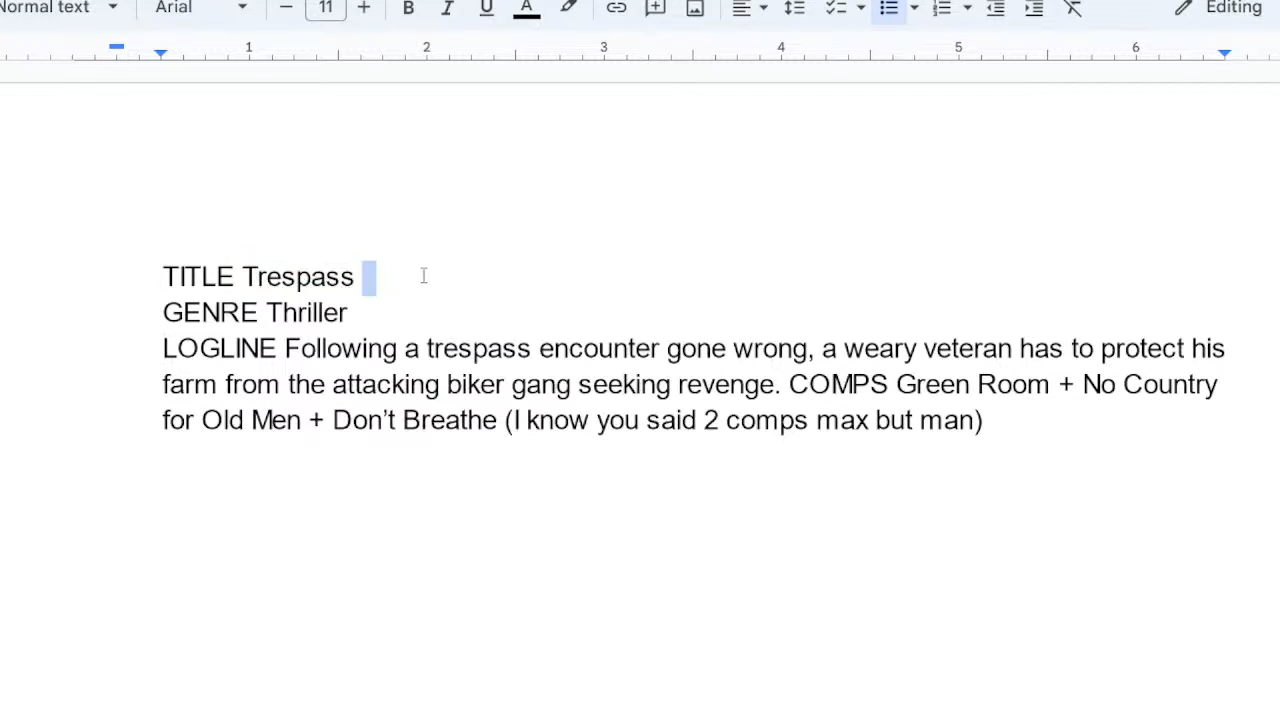 Normal text Arial 11 B I U A Editing
1 2 3 4 5 6
TITLE Trespass
GENRE Thriller
LOGLINE Following a trespass encounter gone wrong, a weary veteran has to protect his
farm from the attacking biker gang seeking revenge. COMPS Green Room + No Country
for Old Men + Don’t Breathe (I know you said 2 comps max but man)